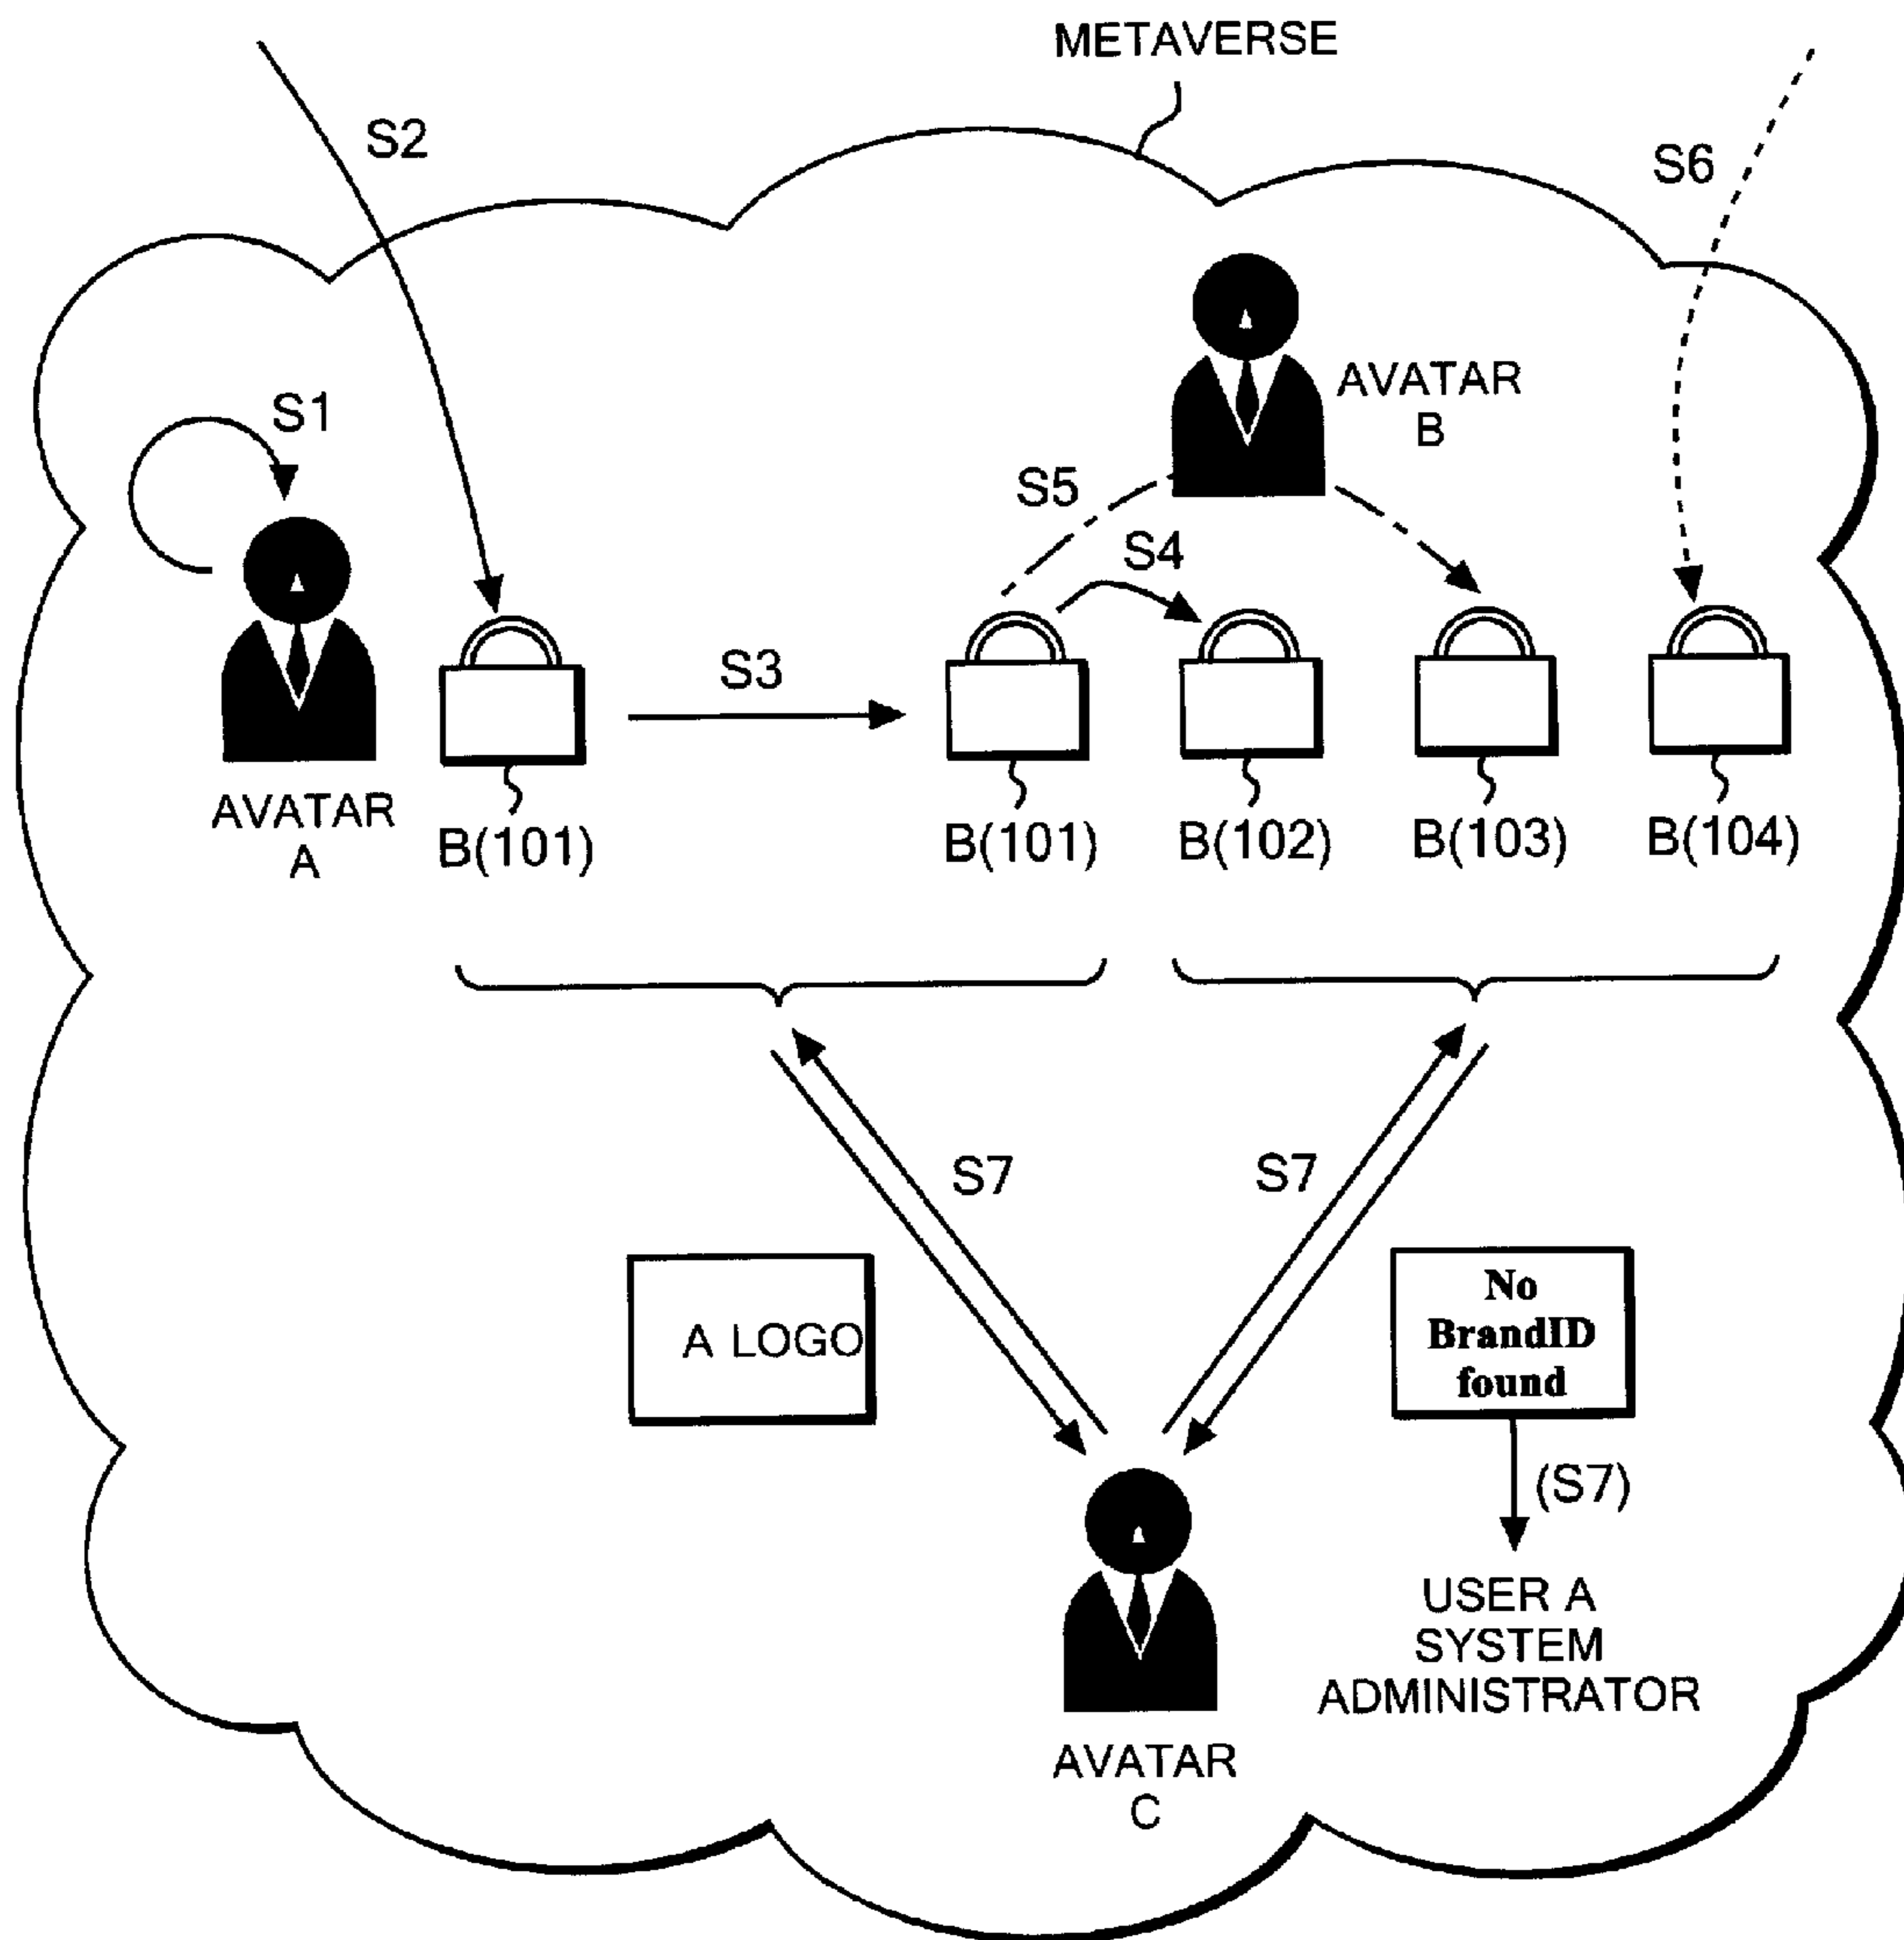 METAVERSE
S2
S6
S1
AVATAR
B
S5
S4
S3
AVATAR
A
B(101)
B(101)
B(102)
B(103)
B(104)
S7
S7
A LOGO
No
BrandID
found
(S7)
USER A
SYSTEM
ADMINISTRATOR
AVATAR
C